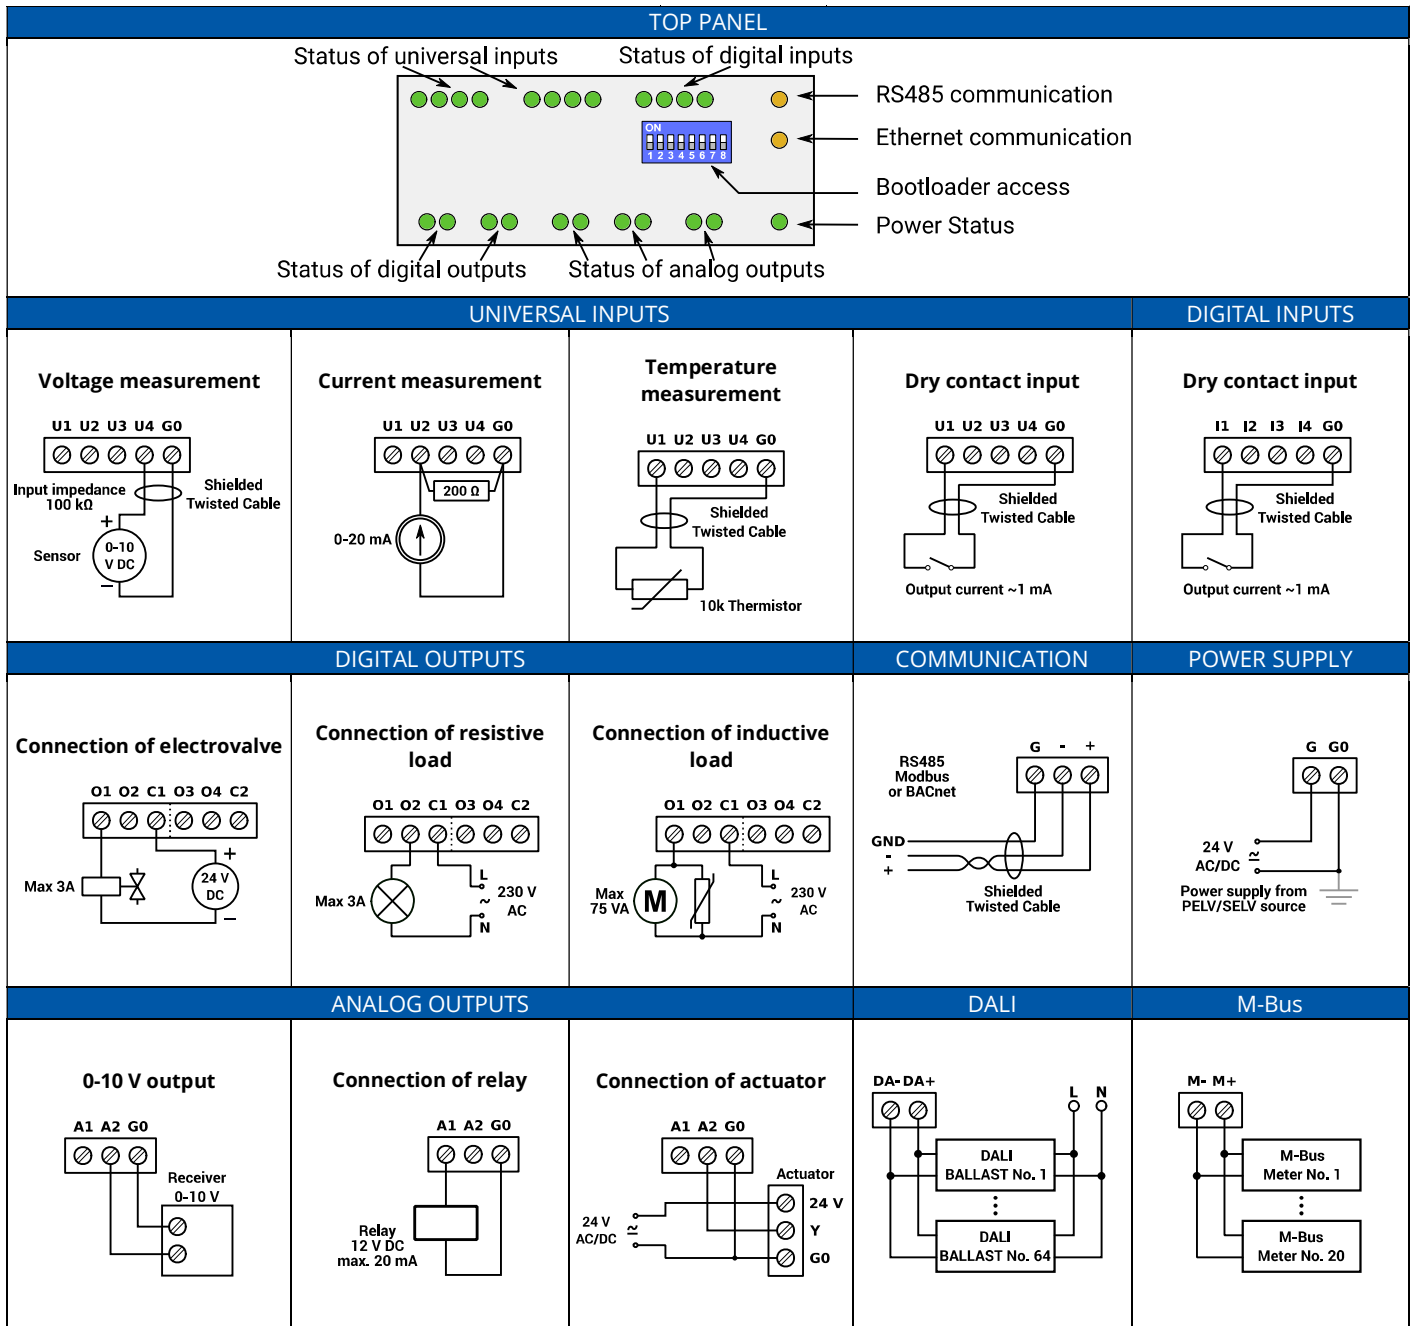 TOP PANEL
Status of universal inputs
Status of digital inputs
RS485 communication
Ethernet communication
ON
1 2 3 4 5 6 7 8
Bootloader access
Power Status
Status of digital outputs
Status of analog outputs
UNIVERSAL INPUTS
DIGITAL INPUTS
Voltage measurement
U1 U2 U3 U4 G0
Input impedance
100 kΩ
Shielded
Twisted Cable
+
Sensor
0-10
V DC
−
Current measurement
U1 U2 U3 U4 G0
200 Ω
0-20 mA
Temperature
measurement
U1 U2 U3 U4 G0
Shielded
Twisted Cable
10k Thermistor
Dry contact input
U1 U2 U3 U4 G0
Shielded
Twisted Cable
Output current ~1 mA
Dry contact input
I1 I2 I3 I4 G0
Shielded
Twisted Cable
Output current ~1 mA
DIGITAL OUTPUTS
COMMUNICATION
POWER SUPPLY
Connection of electrovalve
O1 O2 C1 O3 O4 C2
+
Max 3A
24 V
DC
−
Connection of resistive
load
O1 O2 C1 O3 O4 C2
Max 3A
L
~
N
230 V
AC
Connection of inductive
load
O1 O2 C1 O3 O4 C2
Max
75 VA
M
L
~
N
230 V
AC
G - +
RS485
Modbus
or BACnet
GND
-
+
Shielded
Twisted Cable
G G0
24 V
AC/DC
≃
Power supply from
PELV/SELV source
ANALOG OUTPUTS
DALI
M-Bus
0-10 V output
A1 A2 G0
Receiver
0-10 V
Connection of relay
A1 A2 G0
Relay
12 V DC
max. 20 mA
Connection of actuator
A1 A2 G0
Actuator
24 V
Y
G0
24 V
AC/DC
≃
DA- DA+
L N
DALI
BALLAST No. 1
DALI
BALLAST No. 64
M- M+
M-Bus
Meter No. 1
M-Bus
Meter No. 20